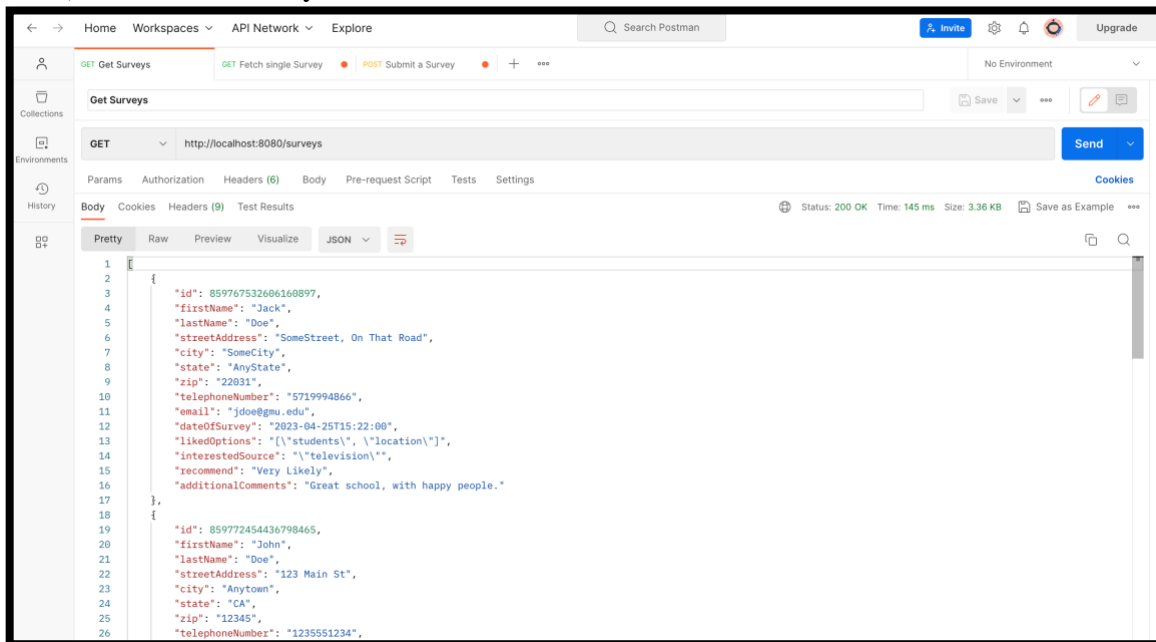 Home Workspaces API Network Explore Search Postman Invite Upgrade
GET Get Surveys GET Fetch single Survey POST Submit a Survey No Environment
Collections
Environments
History
Get Surveys Save
GET http://localhost:8080/surveys Send
Params Authorization Headers (6) Body Pre-request Script Tests Settings Cookies
Body Cookies Headers (9) Test Results Status: 200 OK Time: 145 ms Size: 3.36 KB Save as Example
Pretty Raw Preview Visualize JSON
1 [
2 {
3 "id": 859767532606160897,
4 "firstName": "Jack",
5 "lastName": "Doe",
6 "streetAddress": "SomeStreet, On That Road",
7 "city": "SomeCity",
8 "state": "AnyState",
9 "zip": "22031",
10 "telephoneNumber": "5719994866",
11 "email": "jdoe@gmu.edu",
12 "dateOfSurvey": "2023-04-25T15:22:00",
13 "likedOptions": "[\"students\", \"location\"]",
14 "interestedSource": "\"television\"",
15 "recommend": "Very Likely",
16 "additionalComments": "Great school, with happy people."
17 },
18 {
19 "id": 859772454436798465,
20 "firstName": "John",
21 "lastName": "Doe",
22 "streetAddress": "123 Main St",
23 "city": "Anytown",
24 "state": "CA",
25 "zip": "12345",
26 "telephoneNumber": "1235551234",